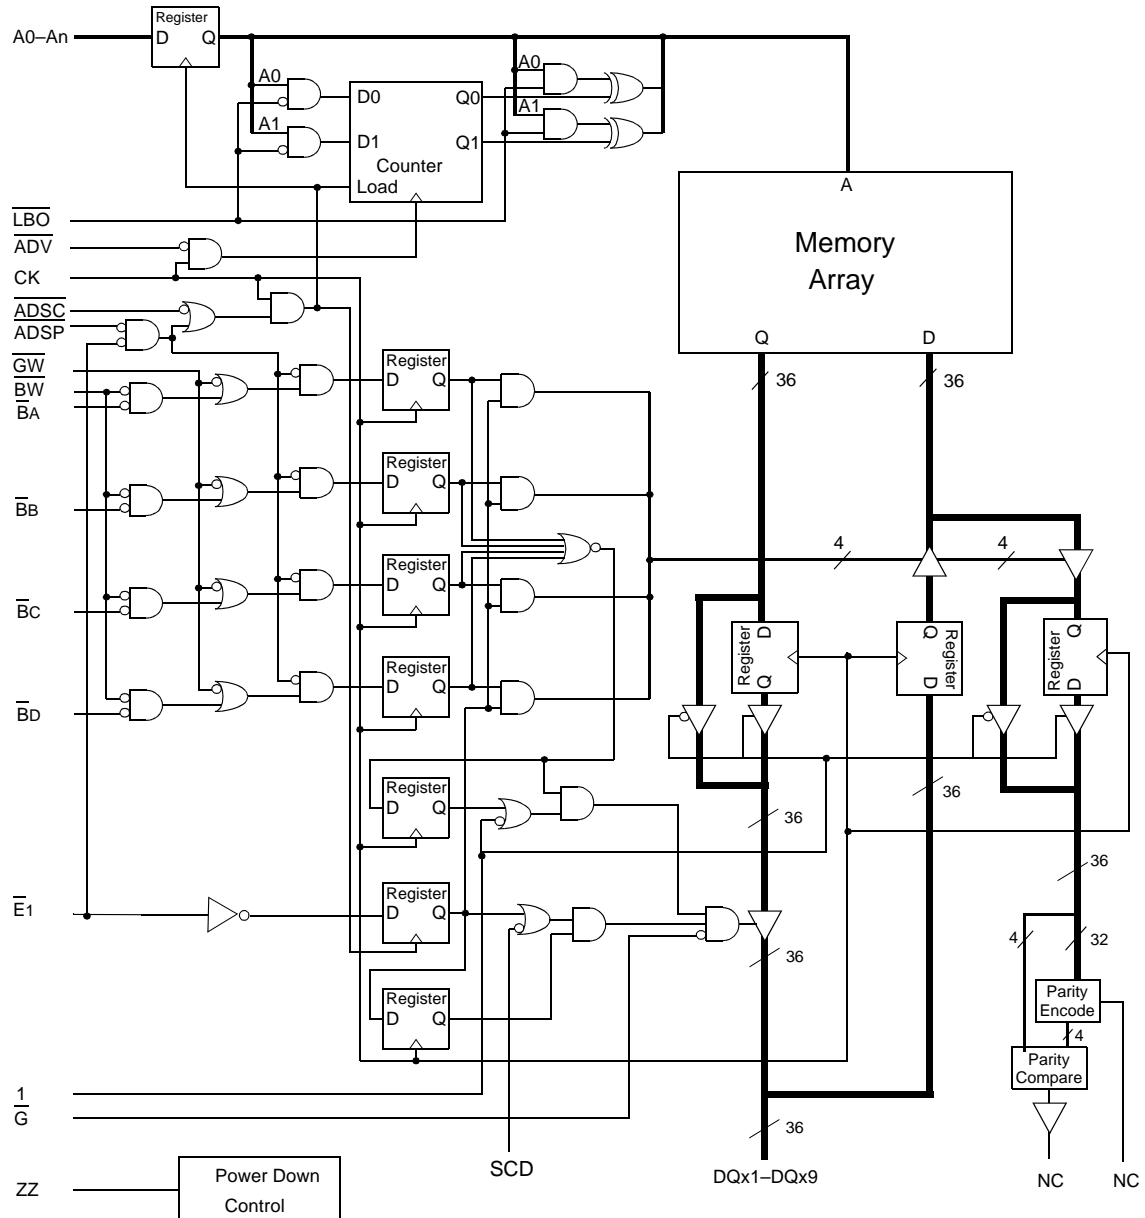 Register
A0–An
D Q
A0
A0
D0 Q0
A1
A1
D1 Q1
Counter
Load
A
LBO
ADV
CK
Memory
Array
ADSC
ADSP
Q D
GW
BW
BA
Register
D Q
36 36
Register
D Q
BB
4 4
Register
D Q
BC
Register
D
Q
Register
Q
D
Register
Q
D
Register
D Q
BD
Register
D Q
36
36
36
E1
Register
D Q
4 32
36
Register
D Q
Parity
Encode
4
Parity
Compare
1
G
36
SCD
DQx1–DQx9
NC NC
ZZ
Power Down
Control